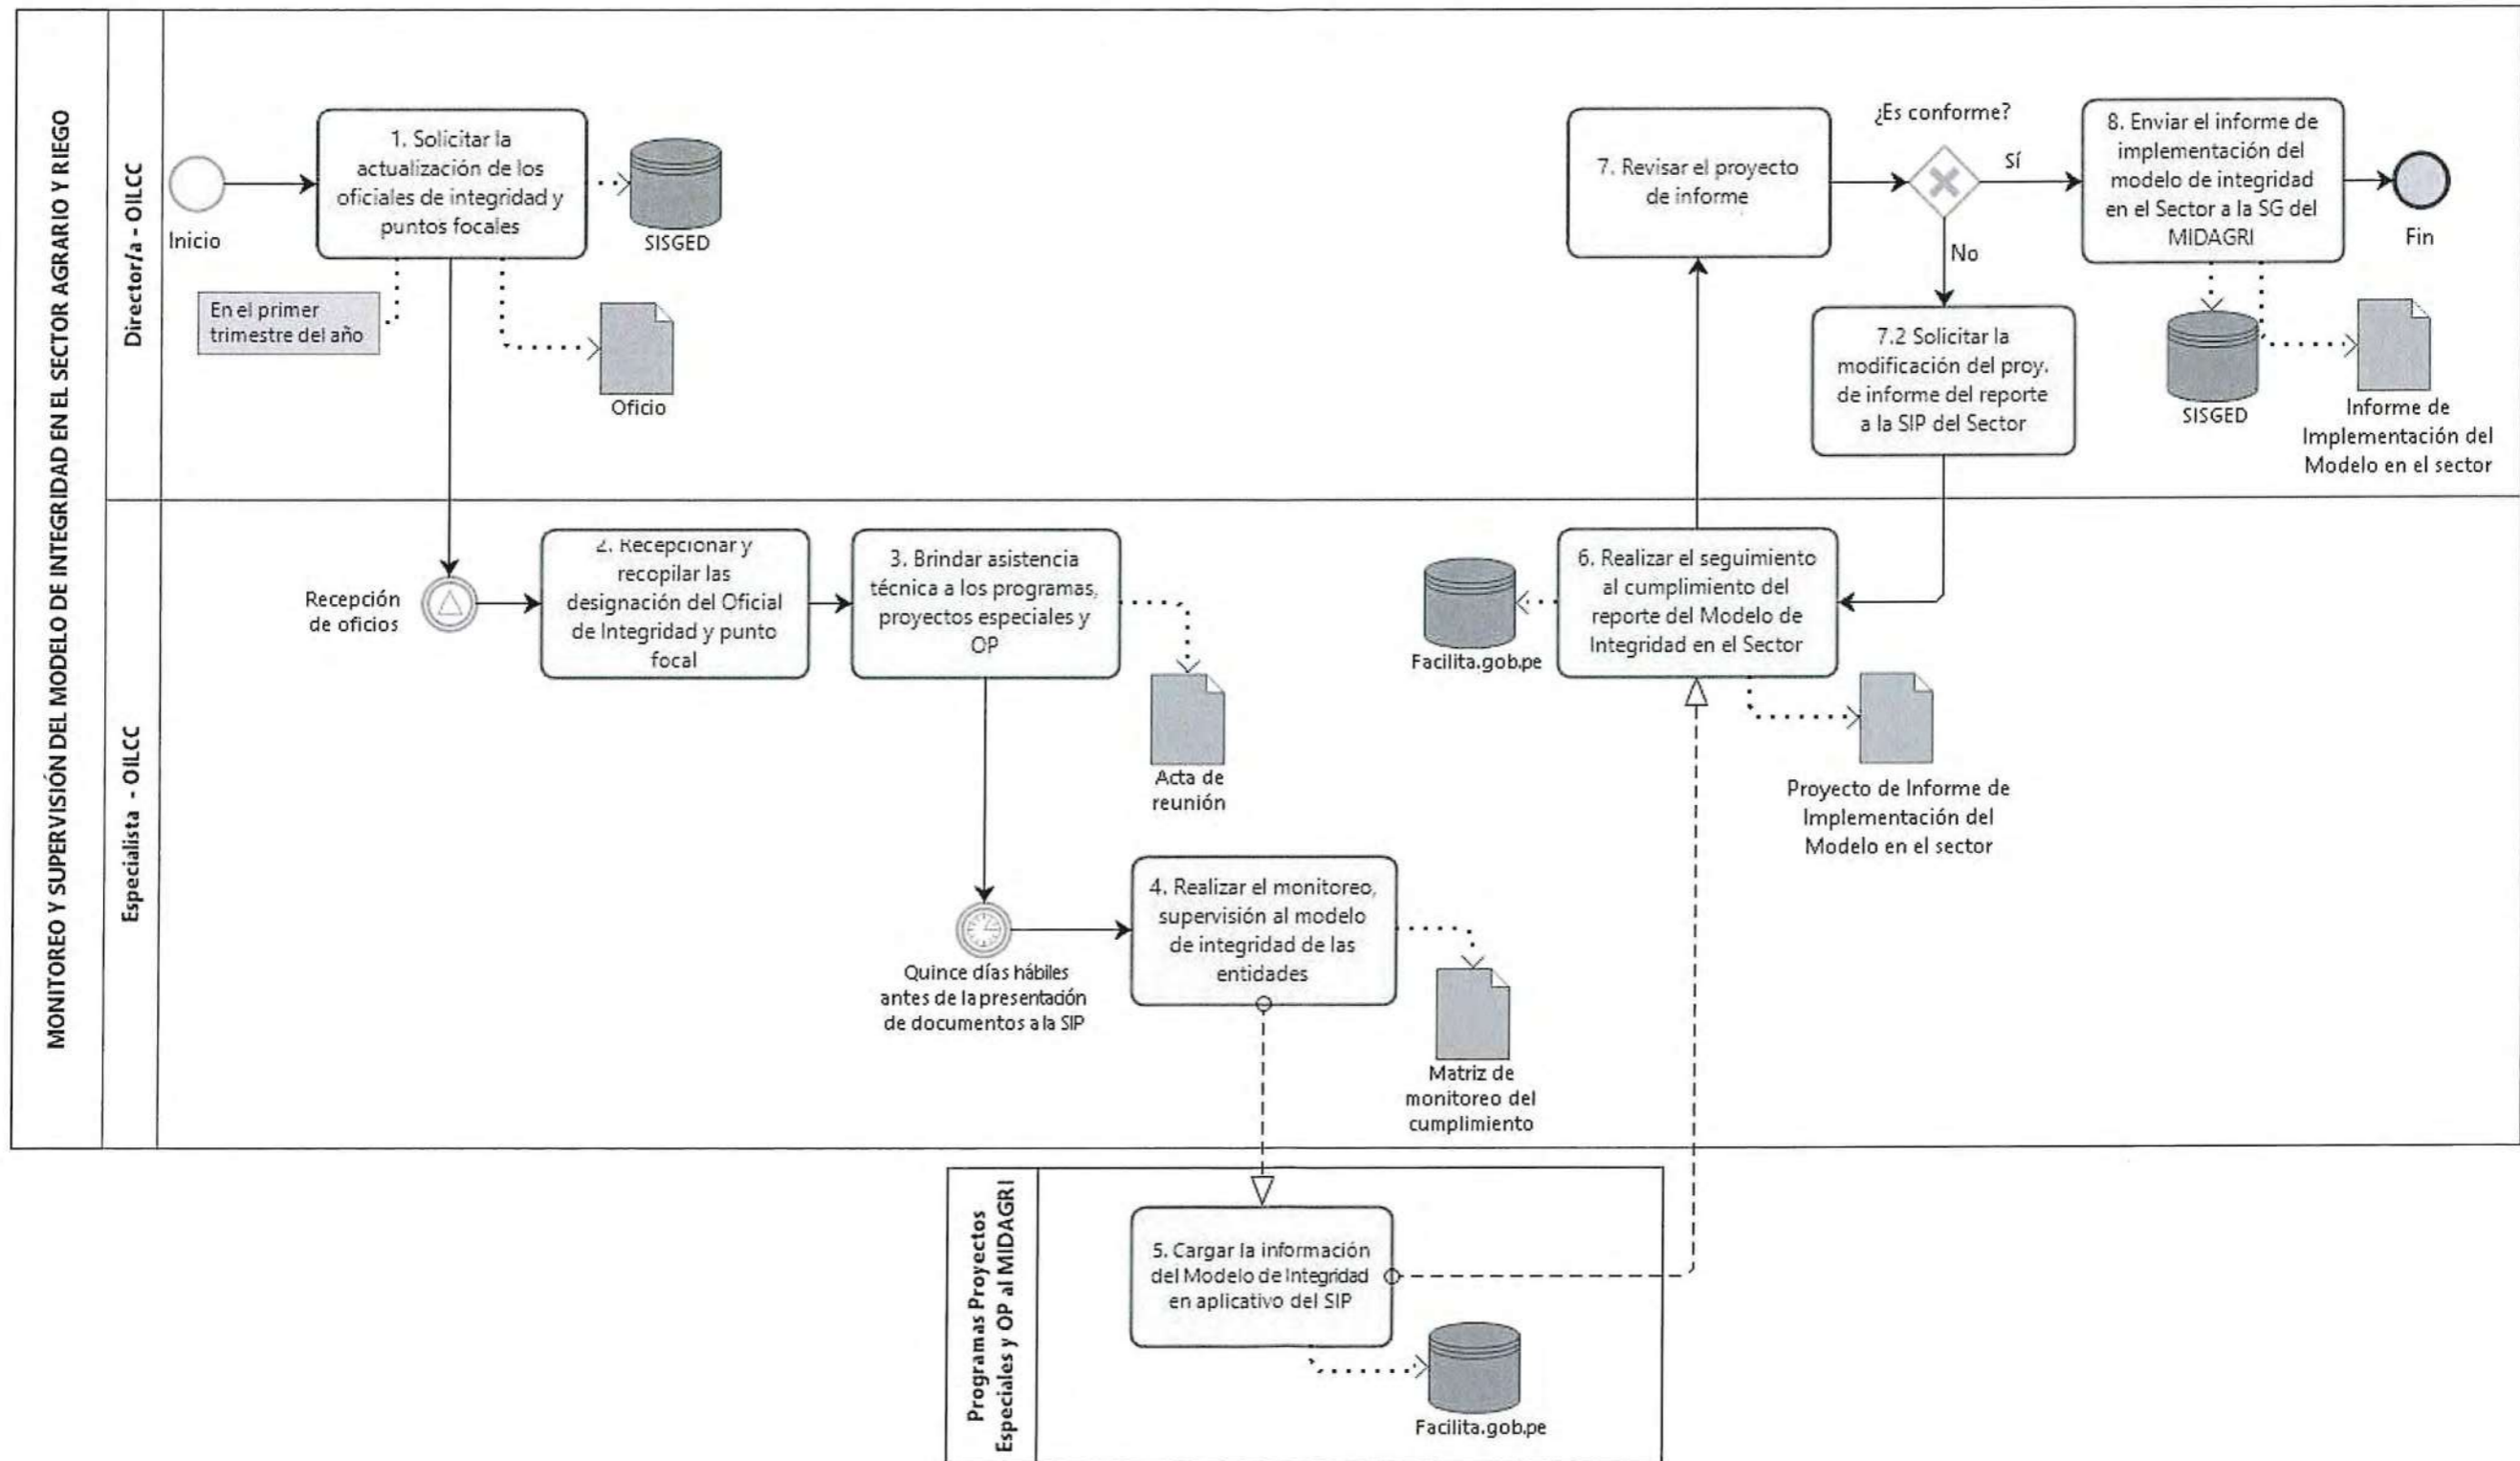 MONITOREO Y SUPERVISIÓN DEL MODELO DE INTEGRIDAD EN EL SECTOR AGRARIO Y RIEGO
Director/a - OILCC
Inicio
1. Solicitar la
actualización de los
oficiales de integridad y
puntos focales
SISGED
En el primer
trimestre del año
Oficio
7. Revisar el proyecto
de informe
¿Es conforme?
Sí
No
8. Enviar el informe de
implementación del
modelo de integridad
en el Sector a la SG del
MIDAGRI
Fin
7.2 Solicitar la
modificación del proy.
de informe del reporte
a la SIP del Sector
SISGED
Informe de
Implementación del
Modelo en el sector
Especialista - OILCC
Recepción
de oficios
2. Recepcionar y
recopilar las
designación del Oficial
de Integridad y punto
focal
3. Brindar asistencia
técnica a los programas,
proyectos especiales y
OP
Acta de
reunión
Quince días hábiles
antes de la presentación
de documentos a la SIP
4. Realizar el monitoreo,
supervisión al modelo
de integridad de las
entidades
Matriz de
monitoreo del
cumplimiento
Facilita.gob.pe
6. Realizar el seguimiento
al cumplimiento del
reporte del Modelo de
Integridad en el Sector
Proyecto de Informe de
Implementación del
Modelo en el sector
Programas Proyectos
Especiales y OP al MIDAGRI
5. Cargar la información
del Modelo de Integridad
en aplicativo del SIP
Facilita.gob.pe